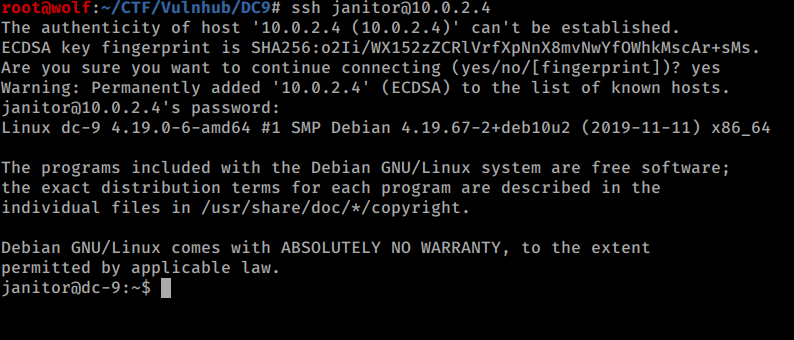 root@wolf:~/CTF/Vulnhub/DC9# ssh janitor@10.0.2.4
The authenticity of host '10.0.2.4 (10.0.2.4)' can't be established.
ECDSA key fingerprint is SHA256:o2Ii/WX152zZCRlVrfXpNnX8mvNwYfOWhkMscAr+sMs.
Are you sure you want to continue connecting (yes/no/[fingerprint])? yes
Warning: Permanently added '10.0.2.4' (ECDSA) to the list of known hosts.
janitor@10.0.2.4's password:
Linux dc-9 4.19.0-6-amd64 #1 SMP Debian 4.19.67-2+deb10u2 (2019-11-11) x86_64
The programs included with the Debian GNU/Linux system are free software;
the exact distribution terms for each program are described in the
individual files in /usr/share/doc/*/copyright.
Debian GNU/Linux comes with ABSOLUTELY NO WARRANTY, to the extent
permitted by applicable law.
janitor@dc-9:~$